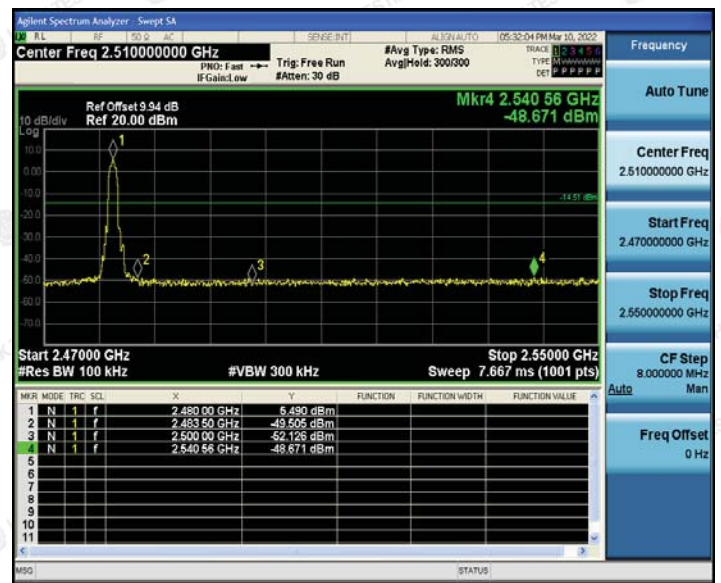 Agilent Spectrum Analyzer - Swept SA
RL RF 50 Ω AC SENSE:INT ALIGN AUTO 05:32:04 PM Mar 10, 2022
Center Freq 2.510000000 GHz
#Avg Type: RMS
TRACE 1 2 3 4 5 6
PNO: Fast Trig: Free Run Avg|Hold: 300/300
TYPE M
IFGain:Low #Atten: 30 dB
DET P P P P P P
Frequency
Auto Tune
Center Freq
2.510000000 GHz
Start Freq
2.470000000 GHz
Stop Freq
2.550000000 GHz
CF Step
8.000000 MHz
Auto Man
Freq Offset
0 Hz
Mkr4 2.540 56 GHz
-48.671 dBm
Ref Offset 9.94 dB
10 dB/div Ref 20.00 dBm
Log
10.0
0.00
-10.0
-20.0
-30.0
-40.0
-50.0
-60.0
-70.0
-14.51 dBm
1
2
3
4
Start 2.47000 GHz Stop 2.55000 GHz
#Res BW 100 kHz #VBW 300 kHz Sweep 7.667 ms (1001 pts)
MKR MODE TRC SCL X Y FUNCTION FUNCTION WIDTH FUNCTION VALUE
1 N 1 f 2.480 00 GHz 5.490 dBm
2 N 1 f 2.483 50 GHz -49.505 dBm
3 N 1 f 2.500 00 GHz -52.126 dBm
4 N 1 f 2.540 56 GHz -48.671 dBm
5
6
7
8
9
10
11
MSG STATUS